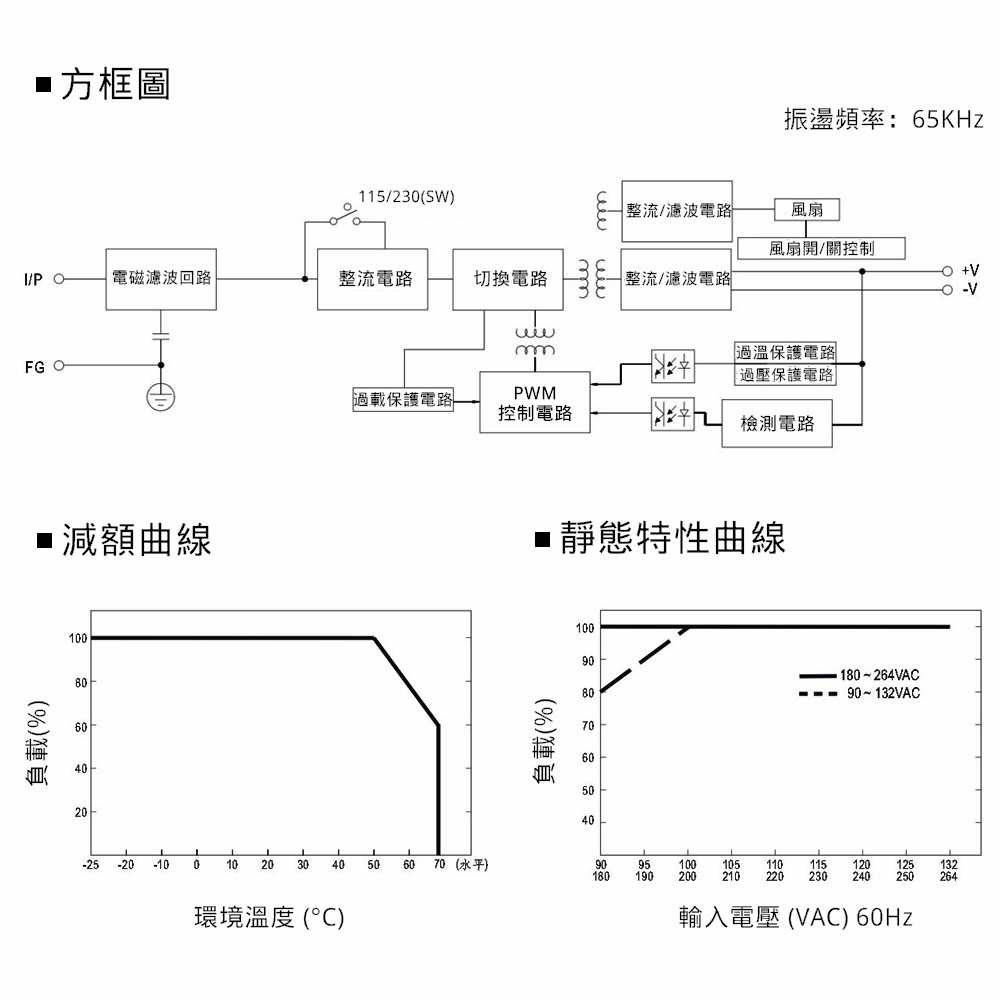 ■ 方框圖
振盪頻率：65KHz
115/230(SW)
整流/濾波電路
風扇
風扇開/關控制
I/P
電磁濾波回路
整流電路
切換電路
整流/濾波電路
+V
-V
FG
過溫保護電路
過壓保護電路
過載保護電路
PWM
控制電路
檢測電路
■ 減額曲線
100
80
60
40
20
負載(%)
-25 -20 -10 0 10 20 30 40 50 60 70 (水平)
環境溫度 (°C)
■ 靜態特性曲線
100
90
80
70
60
50
40
負載(%)
180 ~ 264VAC
90 ~ 132VAC
90 95 100 105 110 115 120 125 132
180 190 200 210 220 230 240 250 264
輸入電壓 (VAC) 60Hz